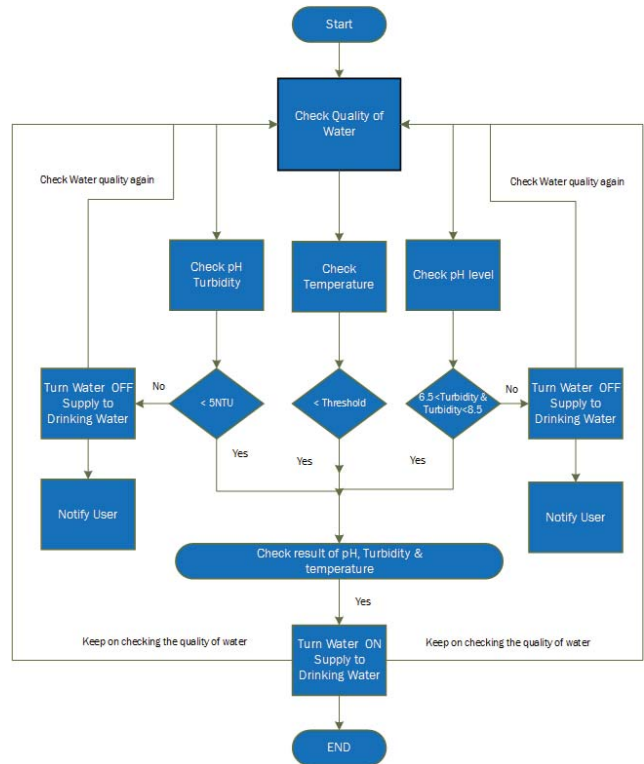 Start
Check Quality of
Water
Check Water quality again
Check Water quality again
Check pH
Turbidity
Check
Temperature
Check pH level
Turn Water OFF
Supply to
Drinking Water
No
< 5NTU
< Threshold
6.5<Turbidity &
Turbidity<8.5
No
Turn Water OFF
Supply to
Drinking Water
Yes
Yes
Yes
Notify User
Notify User
Check result of pH, Turbidity &
temperature
Yes
Keep on checking the quality of water
Turn Water ON
Supply to
Drinking Water
Keep on checking the quality of water
END